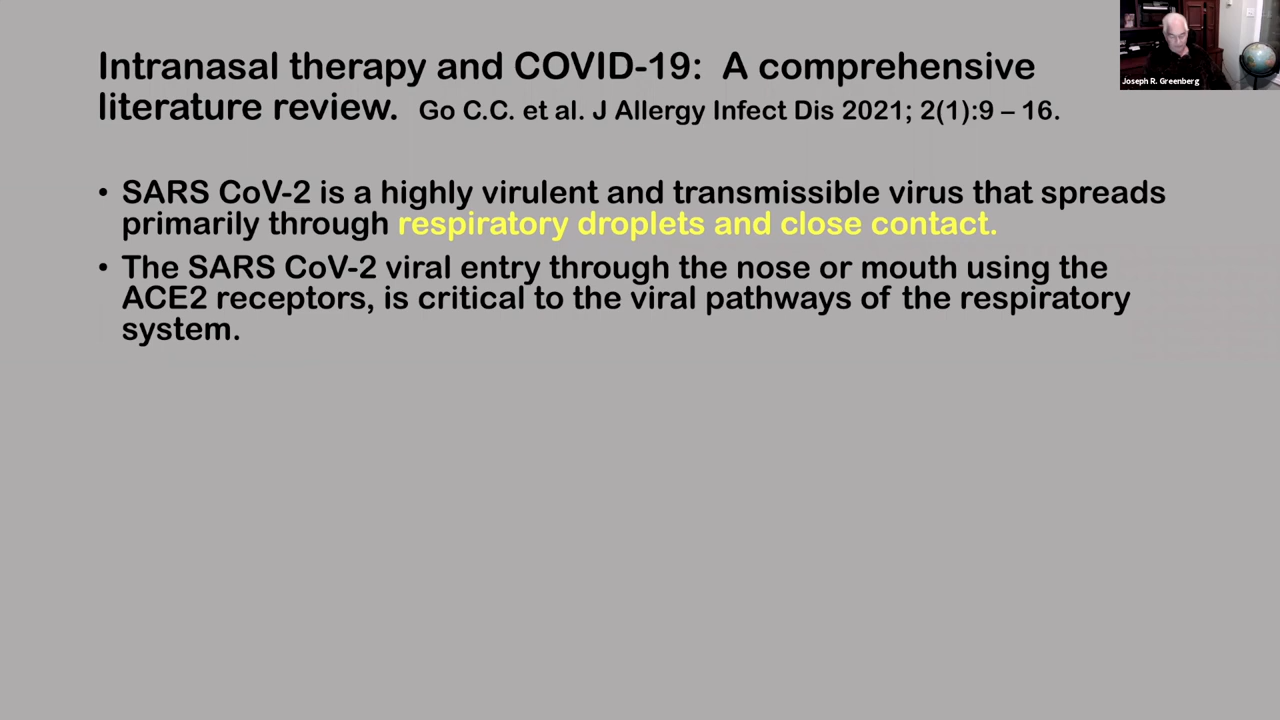 Intranasal therapy and COVID-19:  A comprehensive
literature review.  Go C.C. et al. J Allergy Infect Dis 2021; 2(1):9 – 16.
• SARS CoV-2 is a highly virulent and transmissible virus that spreads
primarily through respiratory droplets and close contact.
• The SARS CoV-2 viral entry through the nose or mouth using the
ACE2 receptors, is critical to the viral pathways of the respiratory
system.
Joseph R. Greenberg